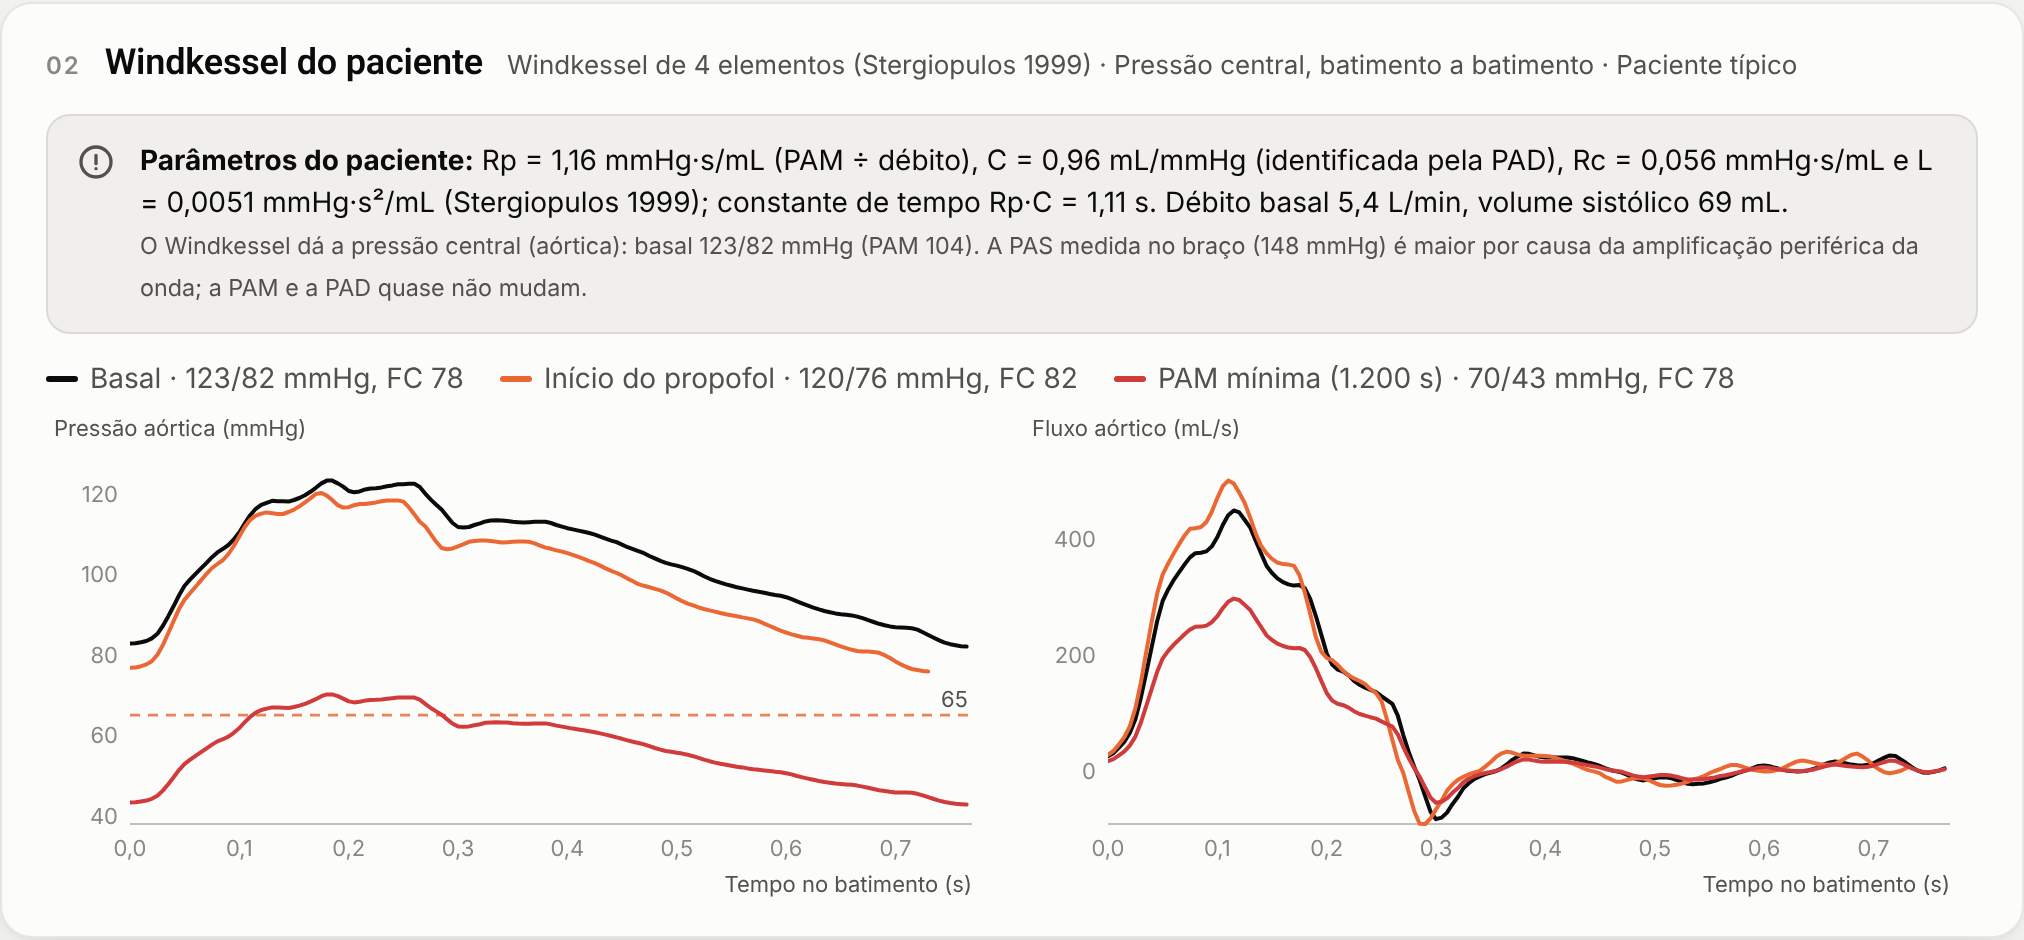 02 Windkessel do paciente Windkessel de 4 elementos (Stergiopulos 1999) · Pressão central, batimento a batimento · Paciente típico
Parâmetros do paciente: Rp = 1,16 mmHg·s/mL (PAM ÷ débito), C = 0,96 mL/mmHg (identificada pela PAD), Rc = 0,056 mmHg·s/mL e L
= 0,0051 mmHg·s²/mL (Stergiopulos 1999); constante de tempo Rp·C = 1,11 s. Débito basal 5,4 L/min, volume sistólico 69 mL.
O Windkessel dá a pressão central (aórtica): basal 123/82 mmHg (PAM 104). A PAS medida no braço (148 mmHg) é maior por causa da amplificação periférica da
onda; a PAM e a PAD quase não mudam.
Basal · 123/82 mmHg, FC 78 Início do propofol · 120/76 mmHg, FC 82 PAM mínima (1.200 s) · 70/43 mmHg, FC 78
Pressão aórtica (mmHg)
120
100
80
65
60
40
0,0 0,1 0,2 0,3 0,4 0,5 0,6 0,7
Tempo no batimento (s)
Fluxo aórtico (mL/s)
400
200
0
0,0 0,1 0,2 0,3 0,4 0,5 0,6 0,7
Tempo no batimento (s)